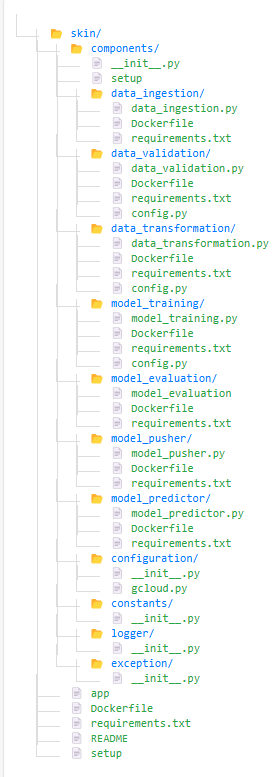 skin/
components/
__init__.py
setup
data_ingestion/
data_ingestion.py
Dockerfile
requirements.txt
data_validation/
data_validation.py
Dockerfile
requirements.txt
config.py
data_transformation/
data_transformation.py
Dockerfile
requirements.txt
config.py
model_training/
model_training.py
Dockerfile
requirements.txt
config.py
model_evaluation/
model_evaluation
Dockerfile
requirements.txt
model_pusher/
model_pusher.py
Dockerfile
requirements.txt
model_predictor/
model_predictor.py
Dockerfile
requirements.txt
configuration/
__init__.py
gcloud.py
constants/
__init__.py
logger/
__init__.py
exception/
__init__.py
app
Dockerfile
requirements.txt
README
setup